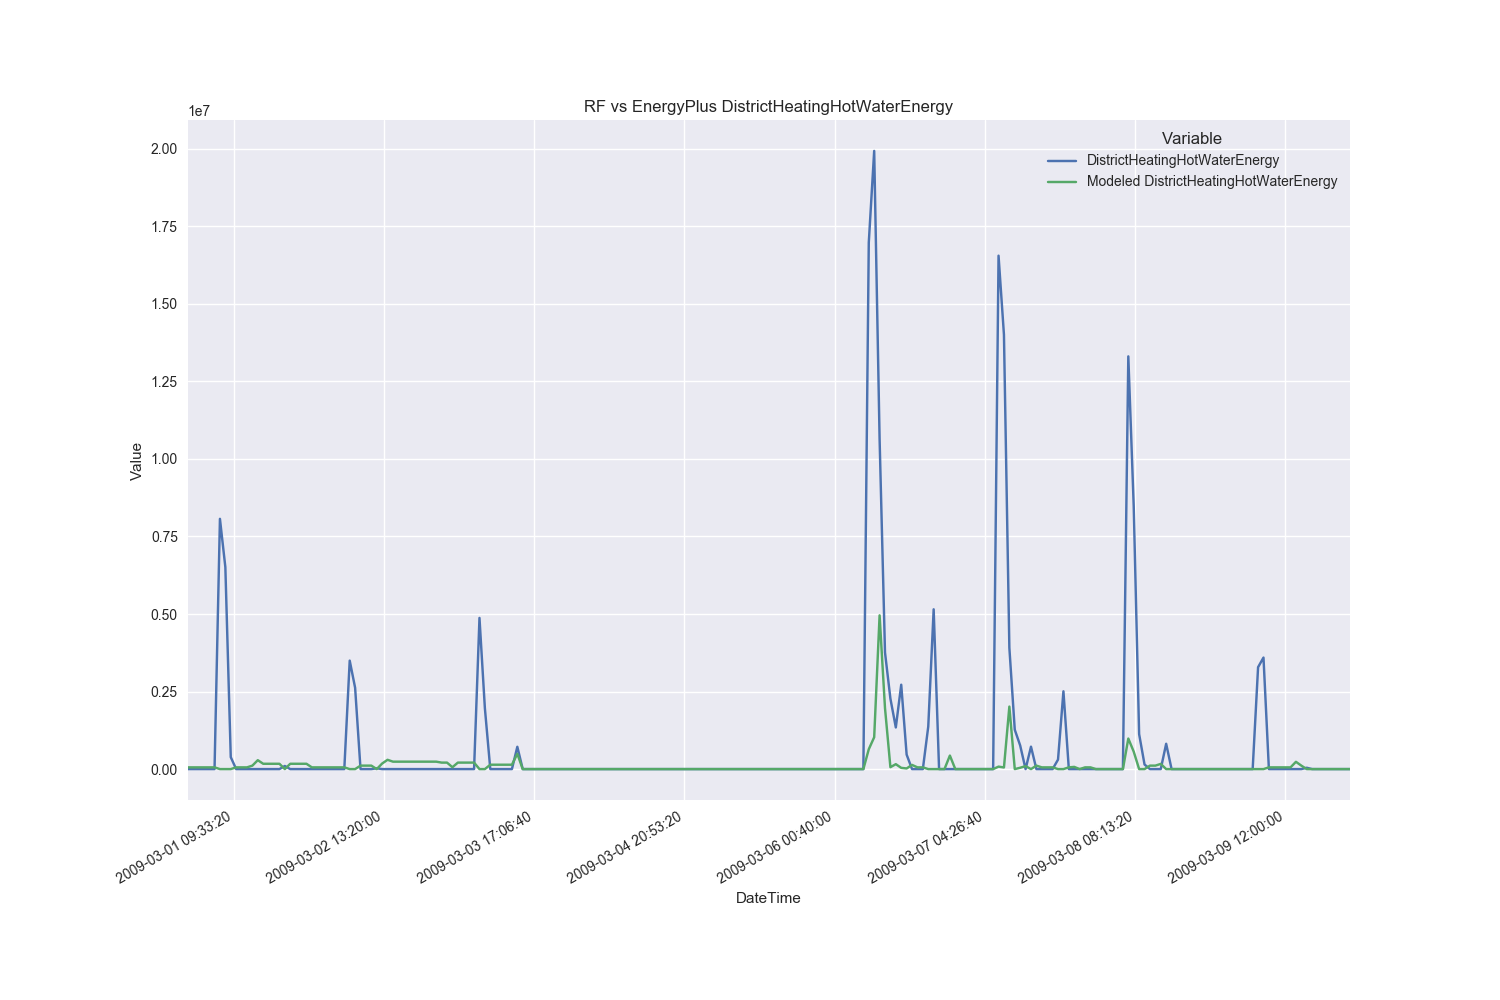 RF vs EnergyPlus DistrictHeatingHotWaterEnergy
1e7
Variable
DistrictHeatingHotWaterEnergy
Modeled DistrictHeatingHotWaterEnergy
2.00
1.75
1.50
1.25
1.00
0.75
0.50
0.25
0.00
Value
2009-03-01 09:33:20
2009-03-02 13:20:00
2009-03-03 17:06:40
2009-03-04 20:53:20
2009-03-06 00:40:00
2009-03-07 04:26:40
2009-03-08 08:13:20
2009-03-09 12:00:00
DateTime